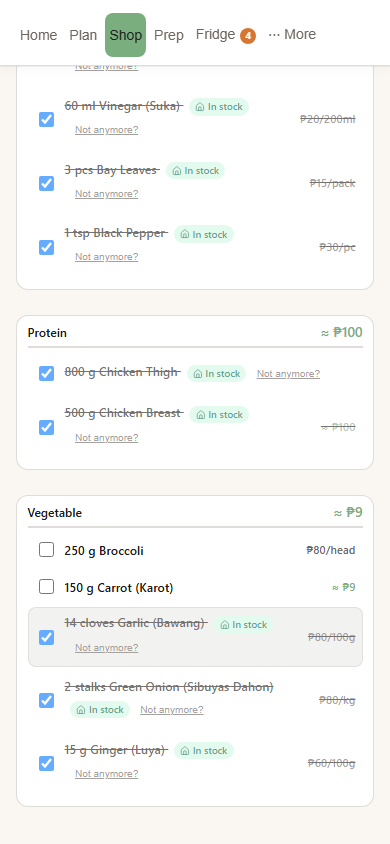 Home Plan Shop Prep Fridge 4 ··· More
Not anymore?
60 ml Vinegar (Suka) In stock ₱20/200ml
Not anymore?
3 pcs Bay Leaves In stock ₱15/pack
Not anymore?
1 tsp Black Pepper In stock ₱30/pc
Not anymore?
Protein ≈ ₱100
800 g Chicken Thigh In stock Not anymore?
500 g Chicken Breast In stock ≈ ₱100
Not anymore?
Vegetable ≈ ₱9
250 g Broccoli ₱80/head
150 g Carrot (Karot) ≈ ₱9
14 cloves Garlic (Bawang) In stock ₱80/100g
Not anymore?
2 stalks Green Onion (Sibuyas Dahon) ₱80/kg
In stock Not anymore?
15 g Ginger (Luya) In stock ₱60/100g
Not anymore?